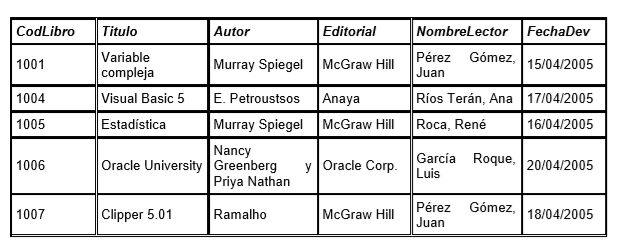 CodLibro Titulo Autor Editorial NombreLector FechaDev
1001 Variable compleja Murray Spiegel McGraw Hill Pérez Gómez, Juan 15/04/2005
1004 Visual Basic 5 E. Petroustsos Anaya Ríos Terán, Ana 17/04/2005
1005 Estadística Murray Spiegel McGraw Hill Roca, René 16/04/2005
1006 Oracle University Nancy Greenberg y Priya Nathan Oracle Corp. García Roque, Luis 20/04/2005
1007 Clipper 5.01 Ramalho McGraw Hill Pérez Gómez, Juan 18/04/2005